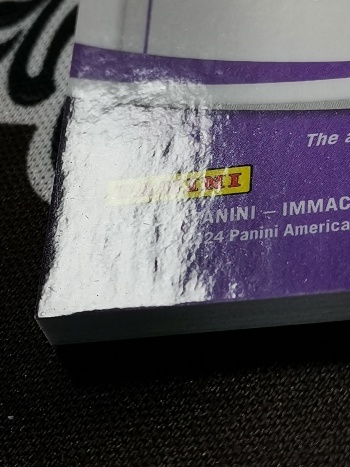 The a
PANINI
PANINI – IMMAC
24 Panini America